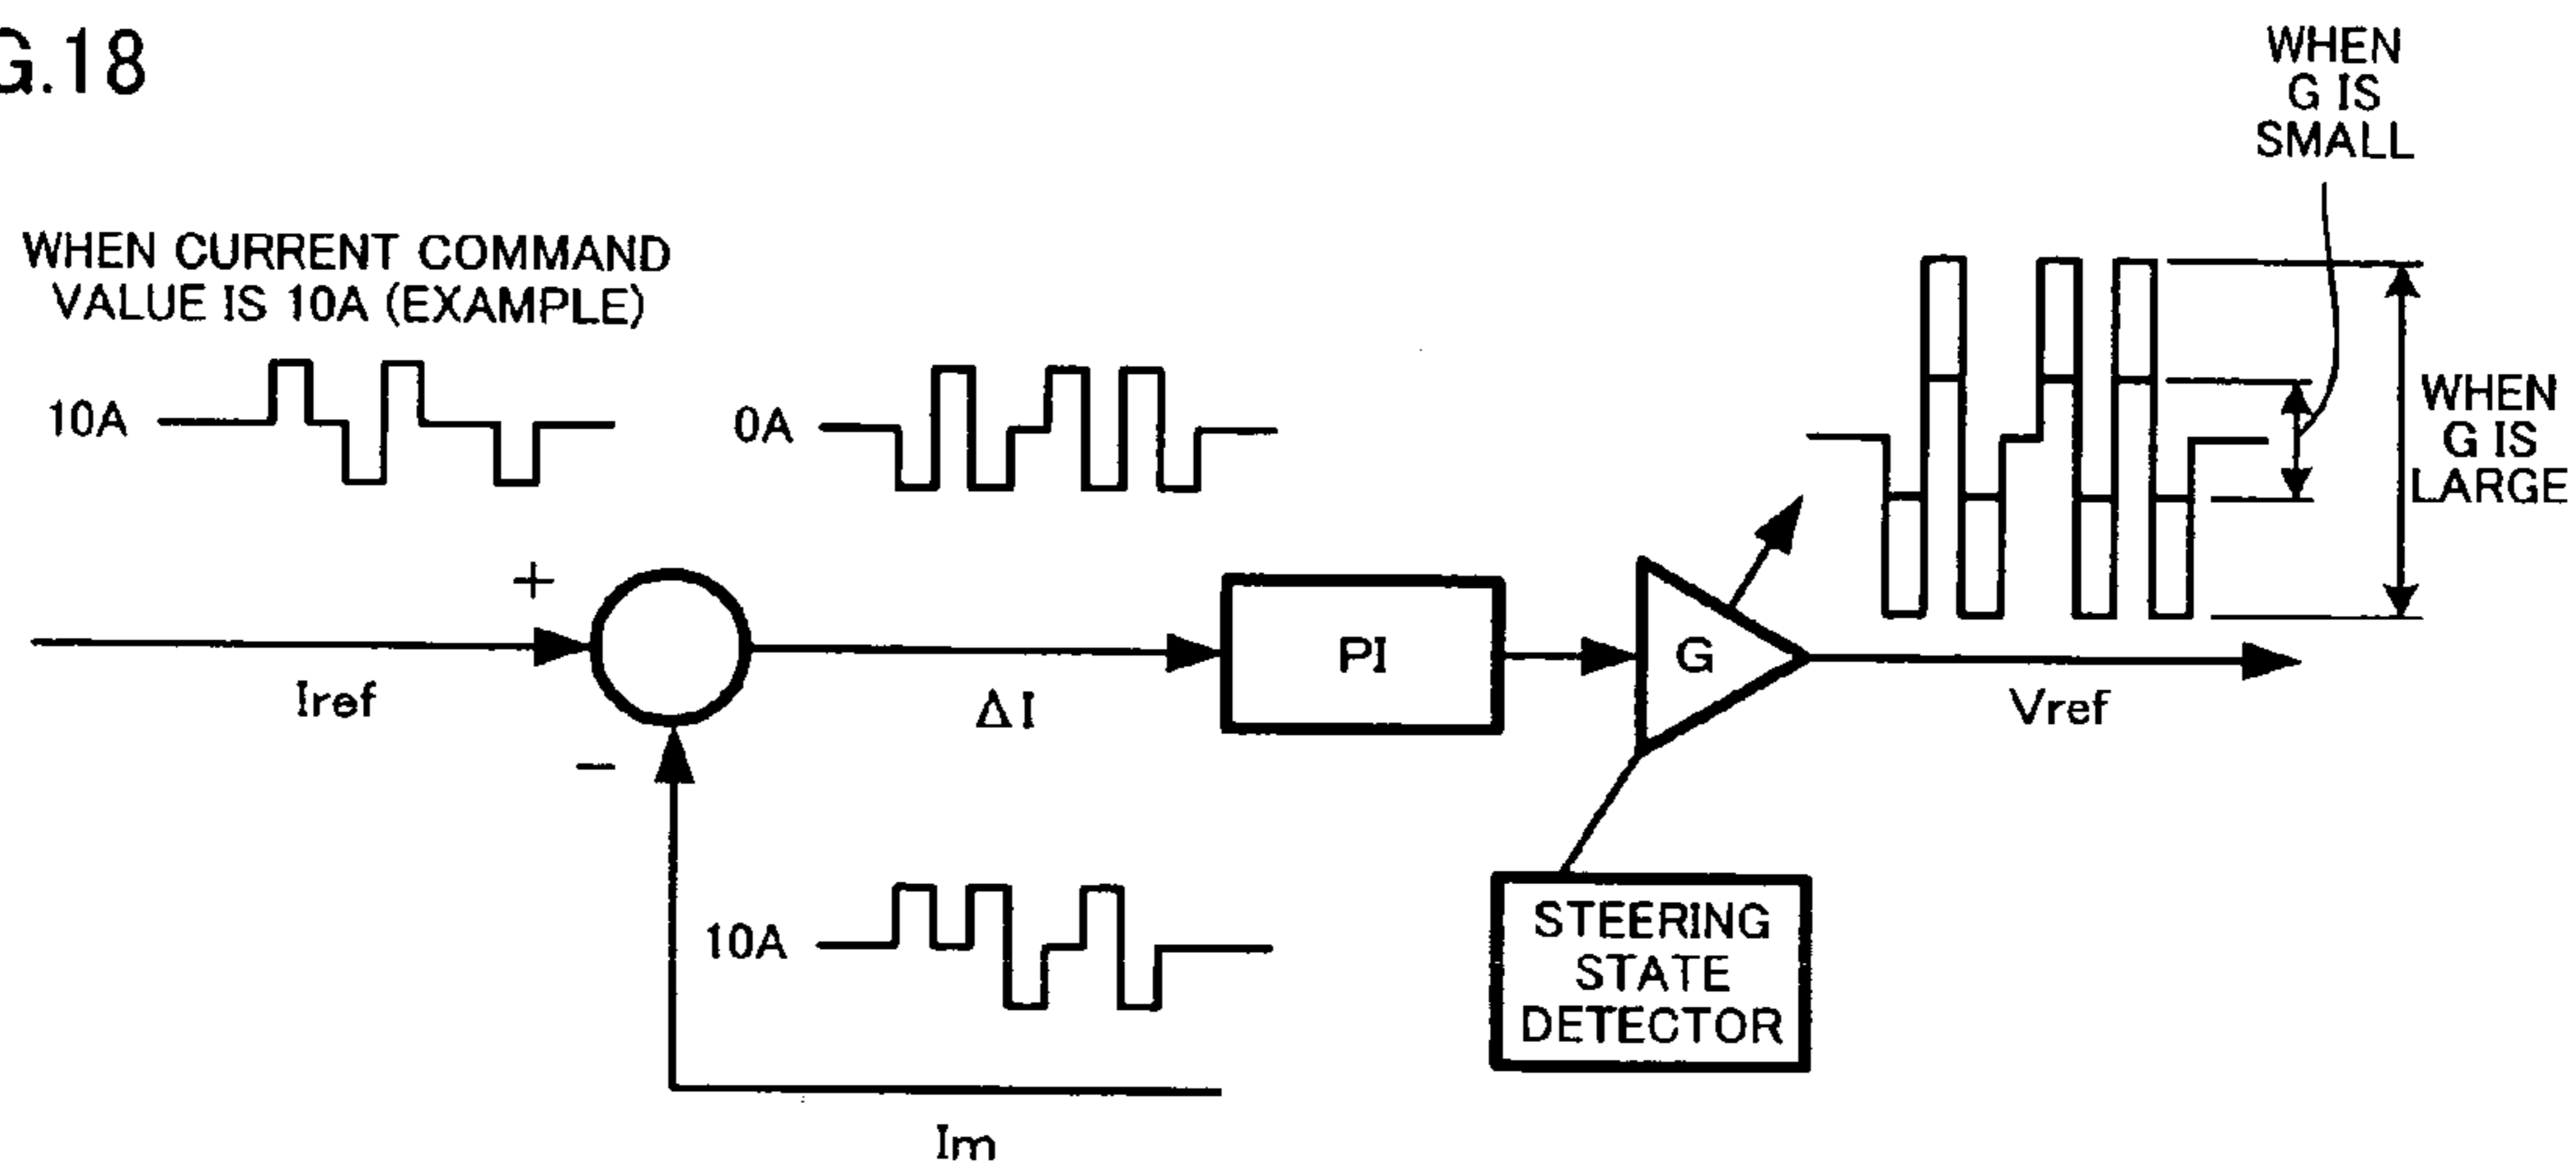 G.18
WHEN
G IS
SMALL
WHEN CURRENT COMMAND
VALUE IS 10A (EXAMPLE)
10A
0A
WHEN
G IS
LARGE
+
Iref
−
ΔI
PI
G
Vref
10A
STEERING
STATE
DETECTOR
Im